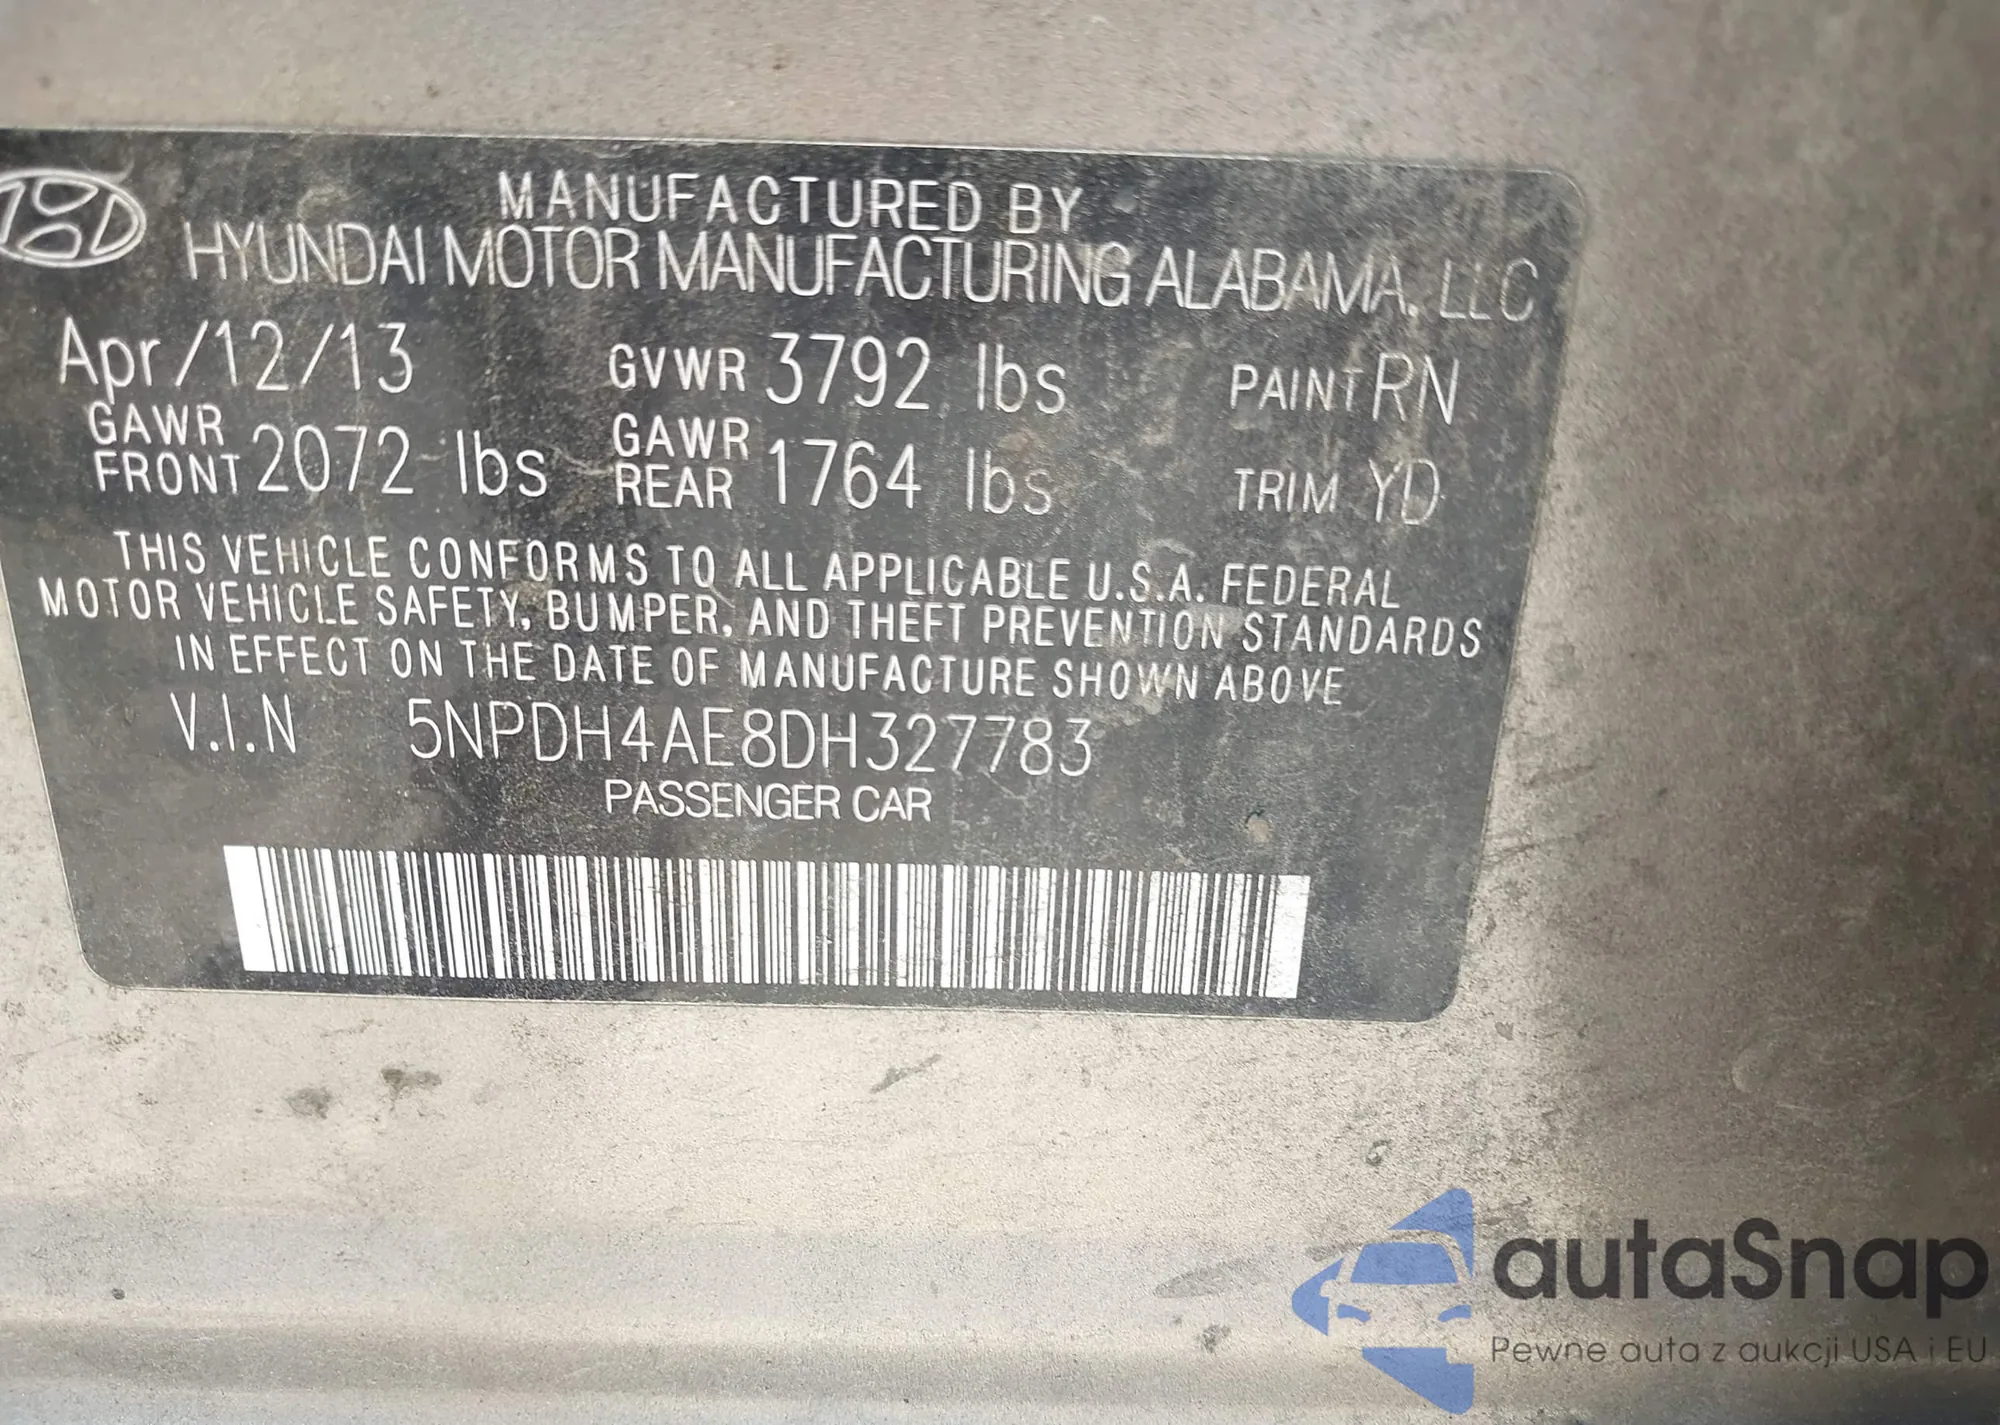 MANUFACTURED BY
HYUNDAI MOTOR MANUFACTURING ALABAMA, LLC
Apr/12/13 GVWR 3792 lbs PAINT RN
GAWR FRONT 2072 lbs GAWR REAR 1764 lbs TRIM YD
THIS VEHICLE CONFORMS TO ALL APPLICABLE U.S.A. FEDERAL
MOTOR VEHICLE SAFETY, BUMPER, AND THEFT PREVENTION STANDARDS
IN EFFECT ON THE DATE OF MANUFACTURE SHOWN ABOVE
V.I.N 5NPDH4AE8DH327783
PASSENGER CAR
autaSnap
Pewne auta z aukcji USA i EU